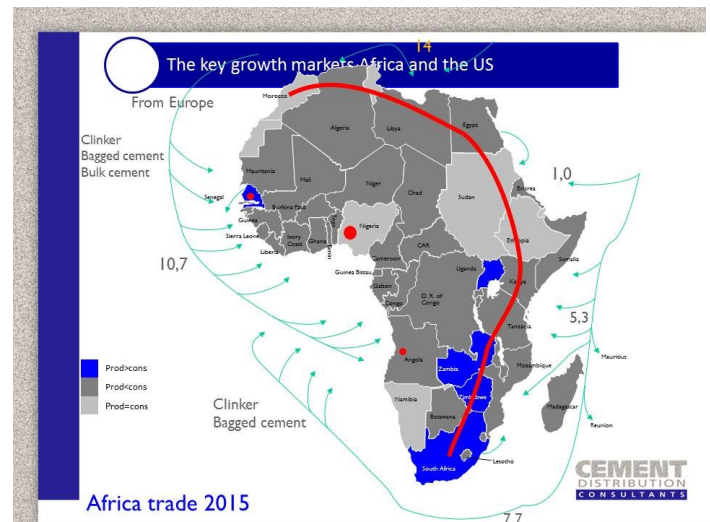 14
The key growth markets Africa and the US
From Europe
Clinker
Bagged cement
Bulk cement
Morocco
Algeria
Libya
Egypt
Mauritania
Mali
Niger
Chad
Sudan
Eritrea
1,0
Senegal
Burkina Faso
Guinea
Sierra Leone
Liberia
Ivory
Coast
Ghana
Togo
Benin
Nigeria
Ethiopia
Somalia
Cameroon
CAR
Guinea Bissau
Uganda
Kenya
10,7
Gabon
Congo
D. R. of
Congo
5,3
Tanzania
Mauritius
Angola
Zambia
Mozambique
Prod>cons
Prod<cons
Prod=cons
Clinker
Bagged cement
Namibia
Zimbabwe
Botswana
Madagascar
Reunion
South Africa
Lesotho
CEMENT
DISTRIBUTION
CONSULTANTS
Africa trade 2015
7,7